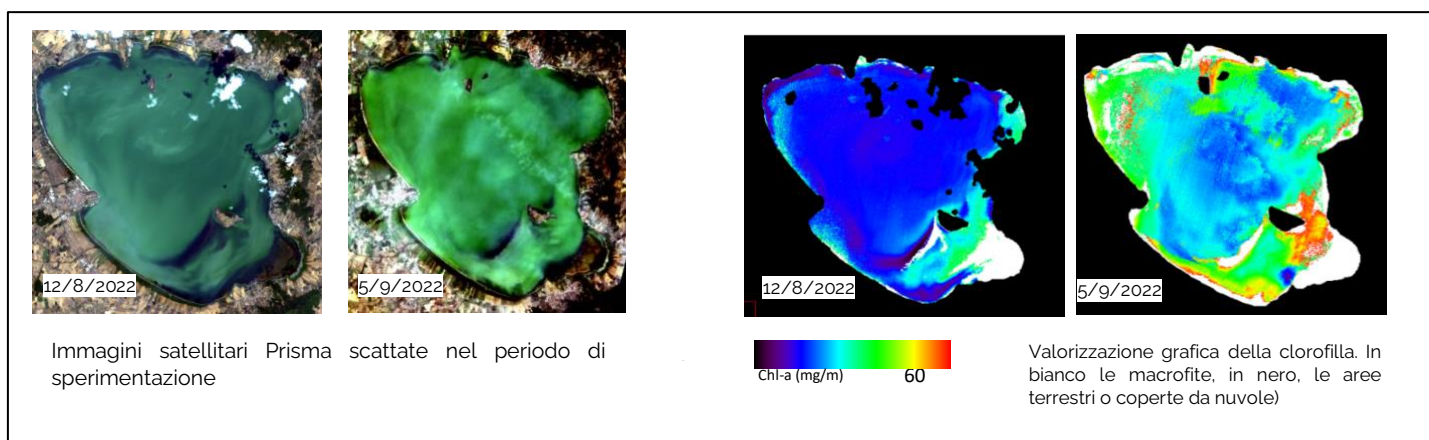 12/8/2022
5/9/2022
12/8/2022
5/9/2022
Immagini satellitari Prisma scattate nel periodo di
sperimentazione
Chl-a (mg/m)
60
Valorizzazione grafica della clorofilla. In
bianco le macrofite, in nero, le aree
terrestri o coperte da nuvole)